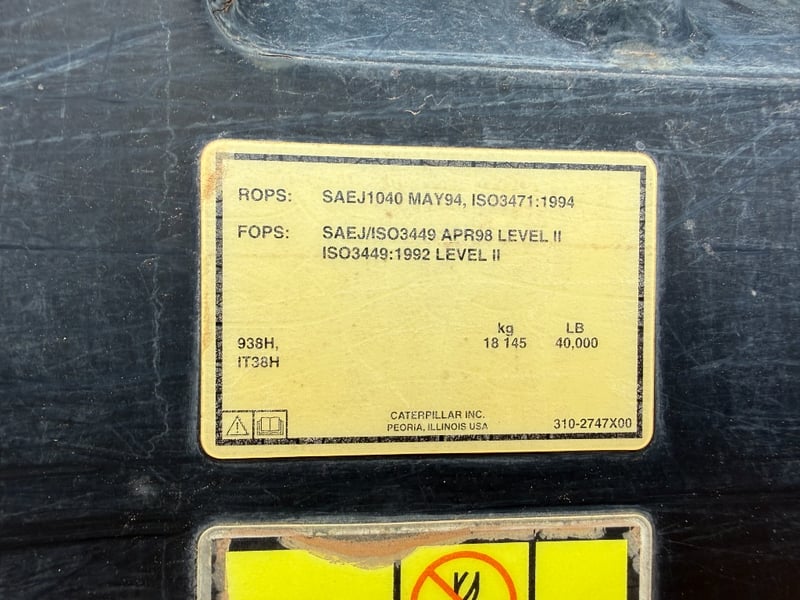 ROPS: SAEJ1040 MAY94, ISO3471:1994
FOPS: SAEJ/ISO3449 APR98 LEVEL II
ISO3449:1992 LEVEL II
kg LB
938H, 18 145 40,000
IT38H
CATERPILLAR INC.
PEORIA, ILLINOIS USA
310-2747X00